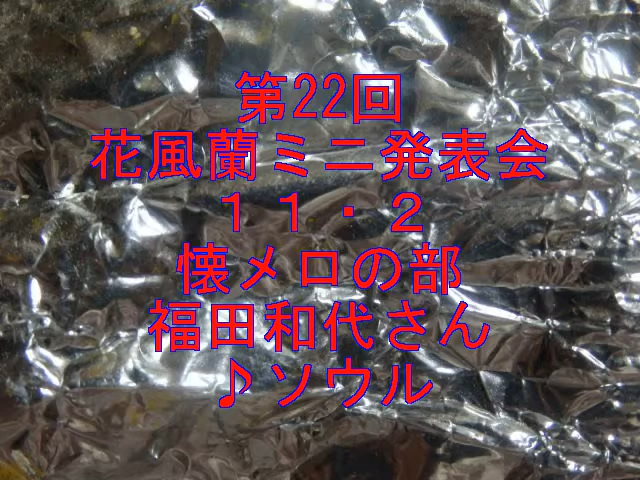 第22回
花風蘭ミニ発表会
１１・２
懐メロの部
福田和代さん
♪ソウル